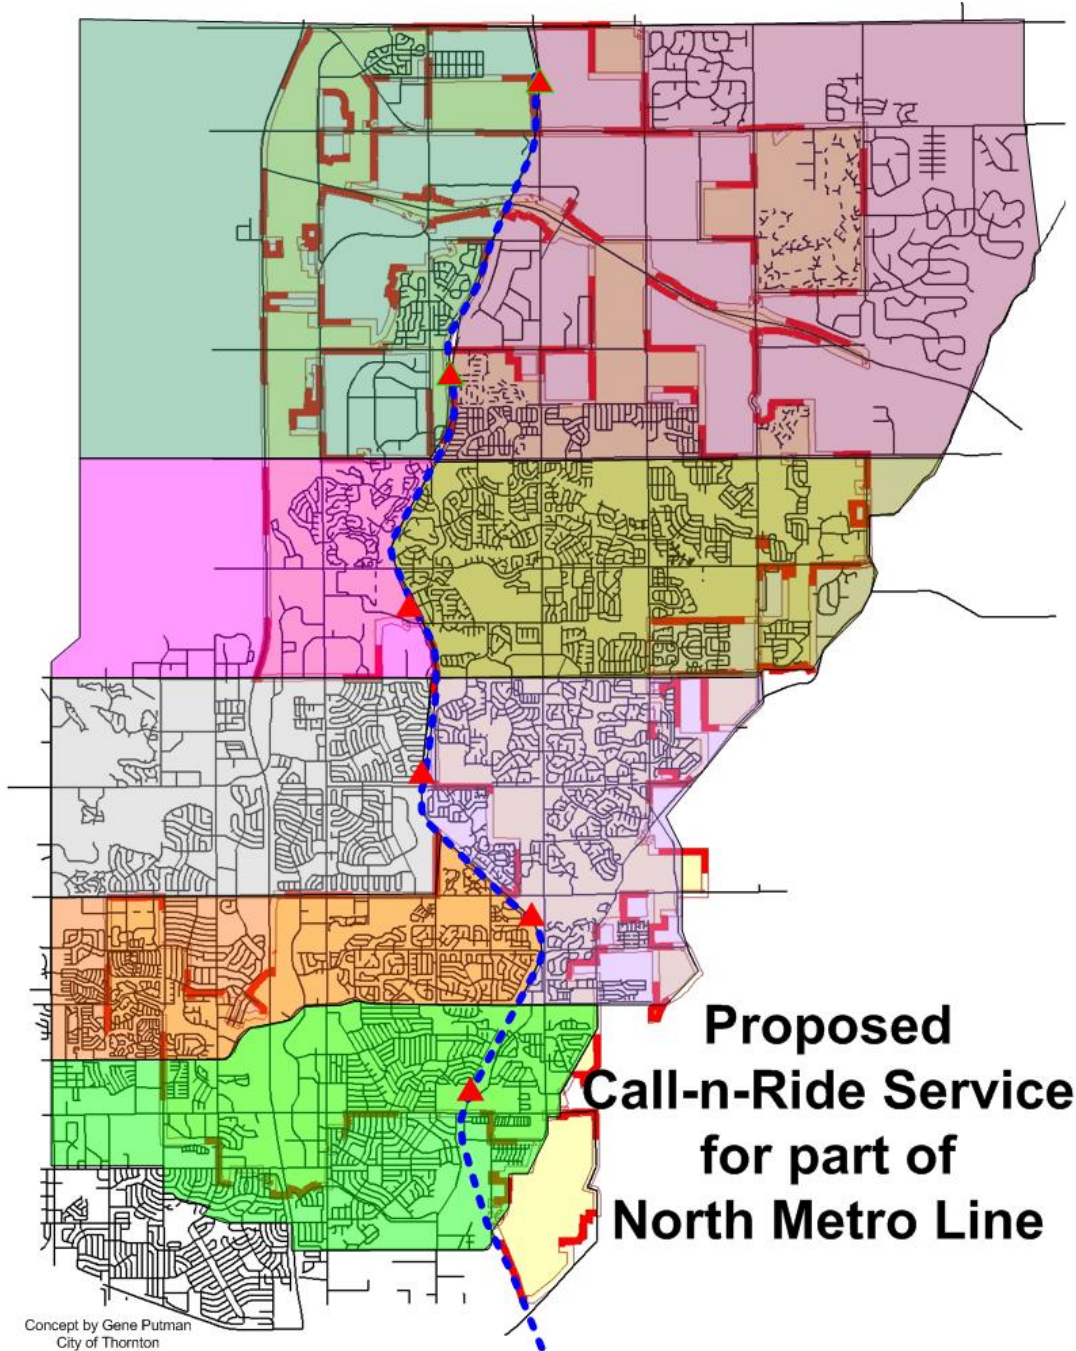 Proposed
Call-n-Ride Service
for part of
North Metro Line
Concept by Gene Putman
City of Thornton